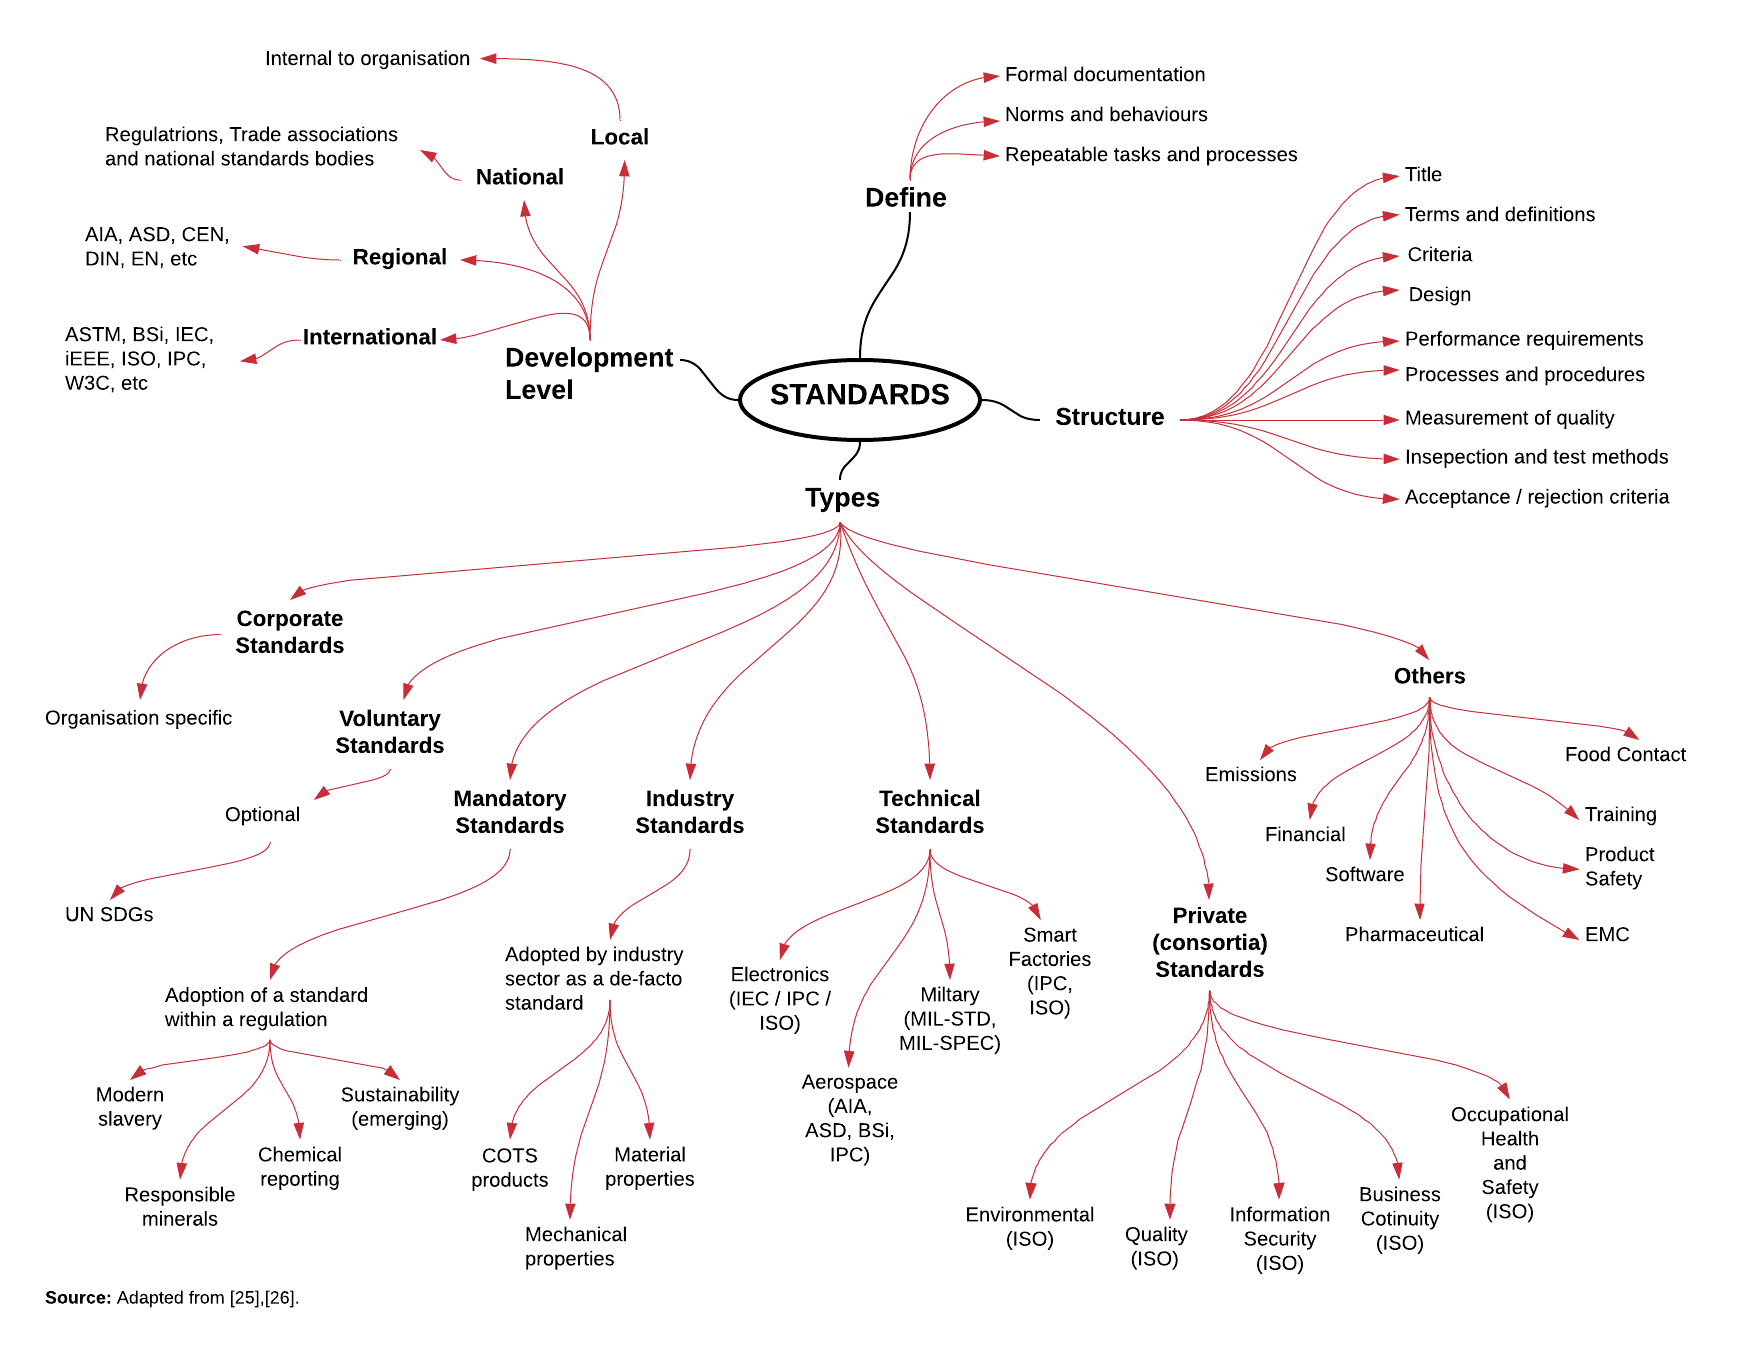 Internal to organisation
Local
Regulatrions, Trade associations
and national standards bodies
National
AIA, ASD, CEN,
DIN, EN, etc
Regional
ASTM, BSi, IEC,
iEEE, ISO, IPC,
W3C, etc
International
Development
Level
Formal documentation
Norms and behaviours
Repeatable tasks and processes
Define
STANDARDS
Structure
Title
Terms and definitions
Criteria
Design
Performance requirements
Processes and procedures
Measurement of quality
Insepection and test methods
Acceptance / rejection criteria
Types
Corporate
Standards
Organisation specific
Voluntary
Standards
Optional
UN SDGs
Mandatory
Standards
Adoption of a standard
within a regulation
Modern
slavery
Responsible
minerals
Chemical
reporting
Sustainability
(emerging)
Industry
Standards
Adopted by industry
sector as a de-facto
standard
COTS
products
Mechanical
properties
Material
properties
Technical
Standards
Electronics
(IEC / IPC /
ISO)
Aerospace
(AIA,
ASD, BSi,
IPC)
Miltary
(MIL-STD,
MIL-SPEC)
Smart
Factories
(IPC,
ISO)
Private
(consortia)
Standards
Environmental
(ISO)
Quality
(ISO)
Information
Security
(ISO)
Business
Cotinuity
(ISO)
Occupational
Health
and
Safety
(ISO)
Others
Emissions
Financial
Software
Pharmaceutical
EMC
Product
Safety
Training
Food Contact
Source: Adapted from [25],[26].